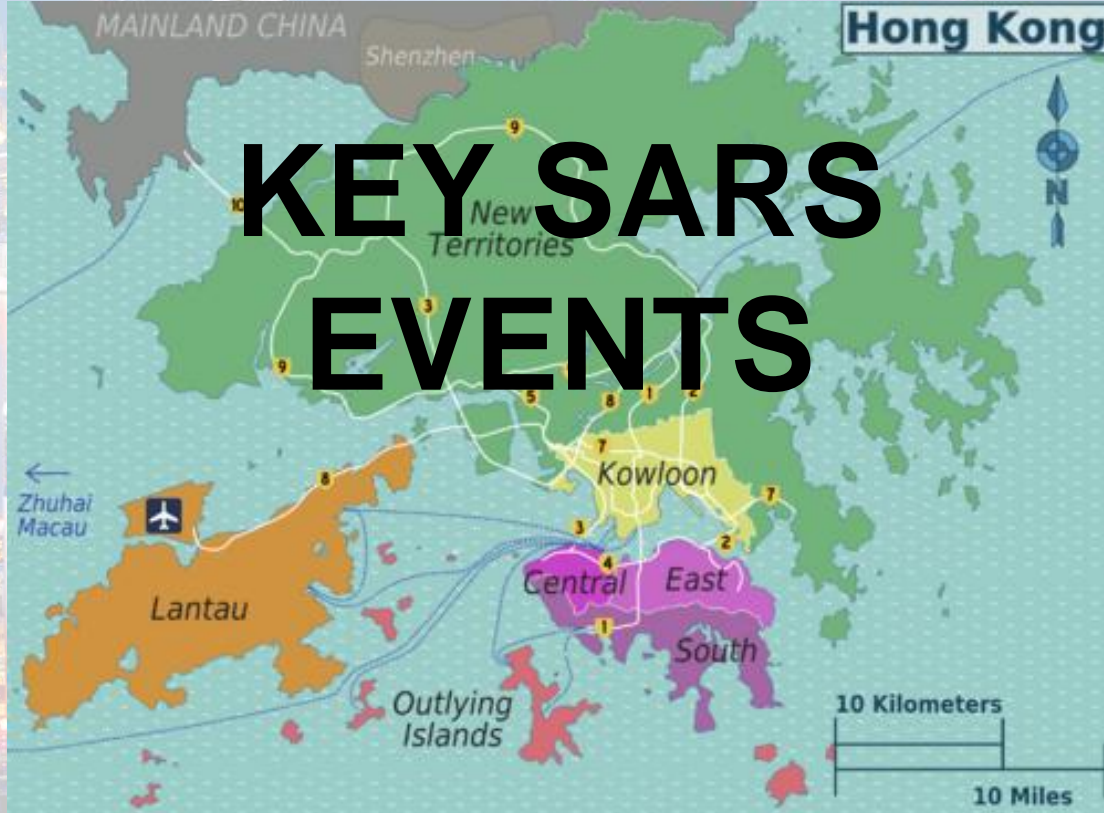 MAINLAND CHINA
Hong Kong
Shenzhen
9
KEY SARS
10
New
Territories
N
3
EVENTS
9
5
8
1
2
7
Kowloon
8
7
Zhuhai
Macau
3
2
4
Central
East
Lantau
1
South
Outlying
Islands
10 Kilometers
10 Miles